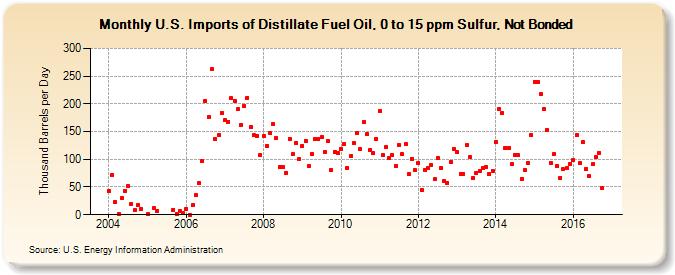 Monthly U.S. Imports of Distillate Fuel Oil, 0 to 15 ppm Sulfur, Not Bonded
Thousand Barrels per Day
300
250
200
150
100
50
0
2004 2006 2008 2010 2012 2014 2016
Source: U.S. Energy Information Administration